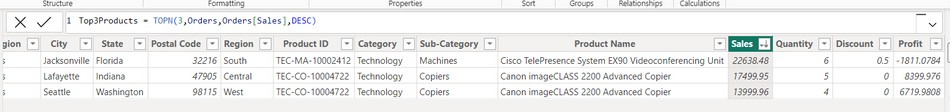 Structure Formatting Properties Sort Groups Relationships Calculations
1 Top3Products = TOPN(3,Orders,Orders[Sales],DESC)
gion City State Postal Code Region Product ID Category Sub-Category Product Name Sales Quantity Discount Profit
s Jacksonville Florida 32216 South TEC-MA-10002412 Technology Machines Cisco TelePresence System EX90 Videoconferencing Unit 22638.48 6 0.5 -1811.0784
s Lafayette Indiana 47905 Central TEC-CO-10004722 Technology Copiers Canon imageCLASS 2200 Advanced Copier 17499.95 5 0 8399.976
s Seattle Washington 98115 West TEC-CO-10004722 Technology Copiers Canon imageCLASS 2200 Advanced Copier 13999.96 4 0 6719.9808